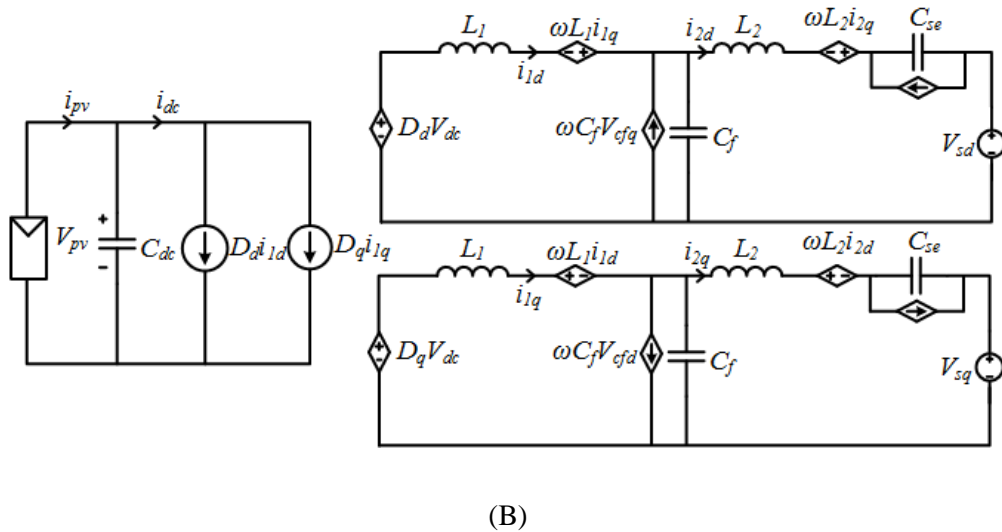 L₁ ωL₁i₁q i₂d L₂ ωL₂i₂q Cse
i₁d
ipv idc
DdVdc ωCfVcfq Cf Vsd
Vpv Cdc Ddi₁d Dqi₁q
L₁ ωL₁i₁d i₂q L₂ ωL₂i₂d Cse
i₁q
DqVdc ωCfVcfd Cf Vsq
(B)